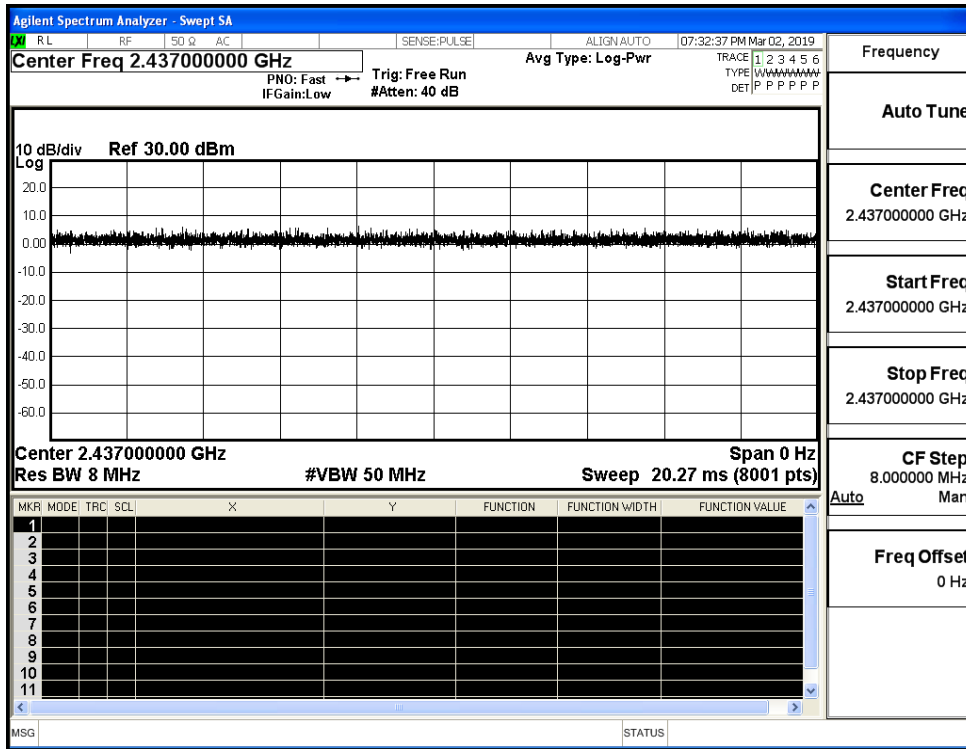 Agilent Spectrum Analyzer - Swept SA
LXI RL RF 50 Ω AC SENSE:PULSE ALIGN AUTO 07:32:37 PM Mar 02, 2019
Center Freq 2.437000000 GHz Avg Type: Log-Pwr TRACE 1 2 3 4 5 6
PNO: Fast Trig: Free Run TYPE
IFGain:Low #Atten: 40 dB DET P P P P P P
10 dB/div Ref 30.00 dBm
Log
20.0
10.0
0.00
-10.0
-20.0
-30.0
-40.0
-50.0
-60.0
Center 2.437000000 GHz Span 0 Hz
Res BW 8 MHz #VBW 50 MHz Sweep 20.27 ms (8001 pts)
MKR MODE TRC SCL X Y FUNCTION FUNCTION WIDTH FUNCTION VALUE
1
2
3
4
5
6
7
8
9
10
11
MSG STATUS
Frequency
Auto Tune
Center Freq
2.437000000 GHz
Start Freq
2.437000000 GHz
Stop Freq
2.437000000 GHz
CF Step
8.000000 MHz
Auto Man
Freq Offset
0 Hz